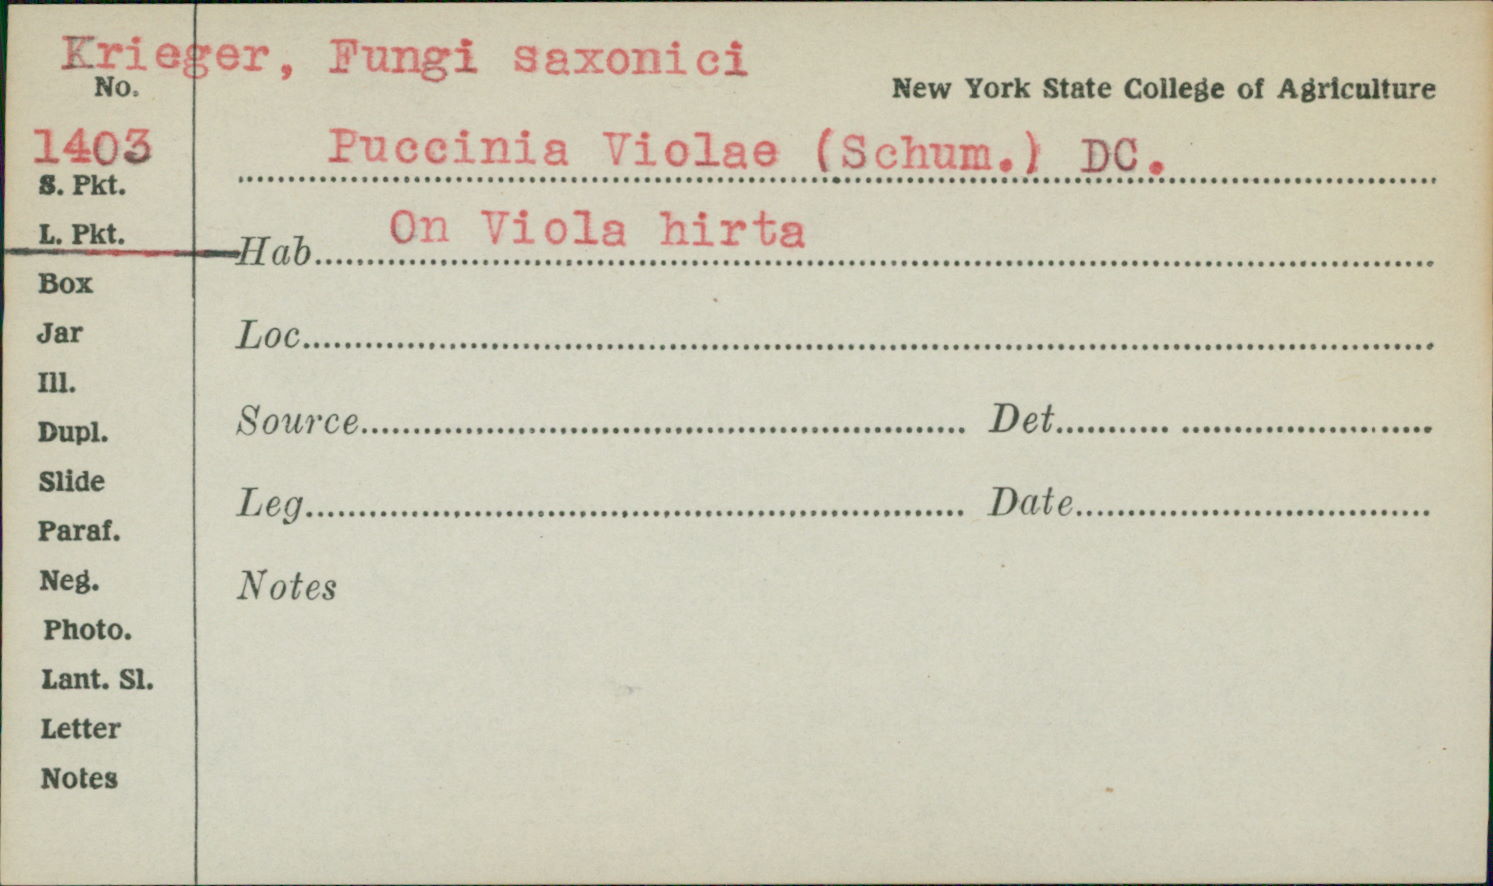 Krieger, Fungi saxonici
No.
New York State College of Agriculture
1403
Puccinia Violae (Schum.) DC.
S. Pkt.
On Viola hirta
L. Pkt.
Hab.
Box
Loc.
Jar
Ill.
Source
Det.
Dupl.
Slide
Leg.
Date
Paraf.
Neg.
Notes
Photo.
Lant. Sl.
Letter
Notes